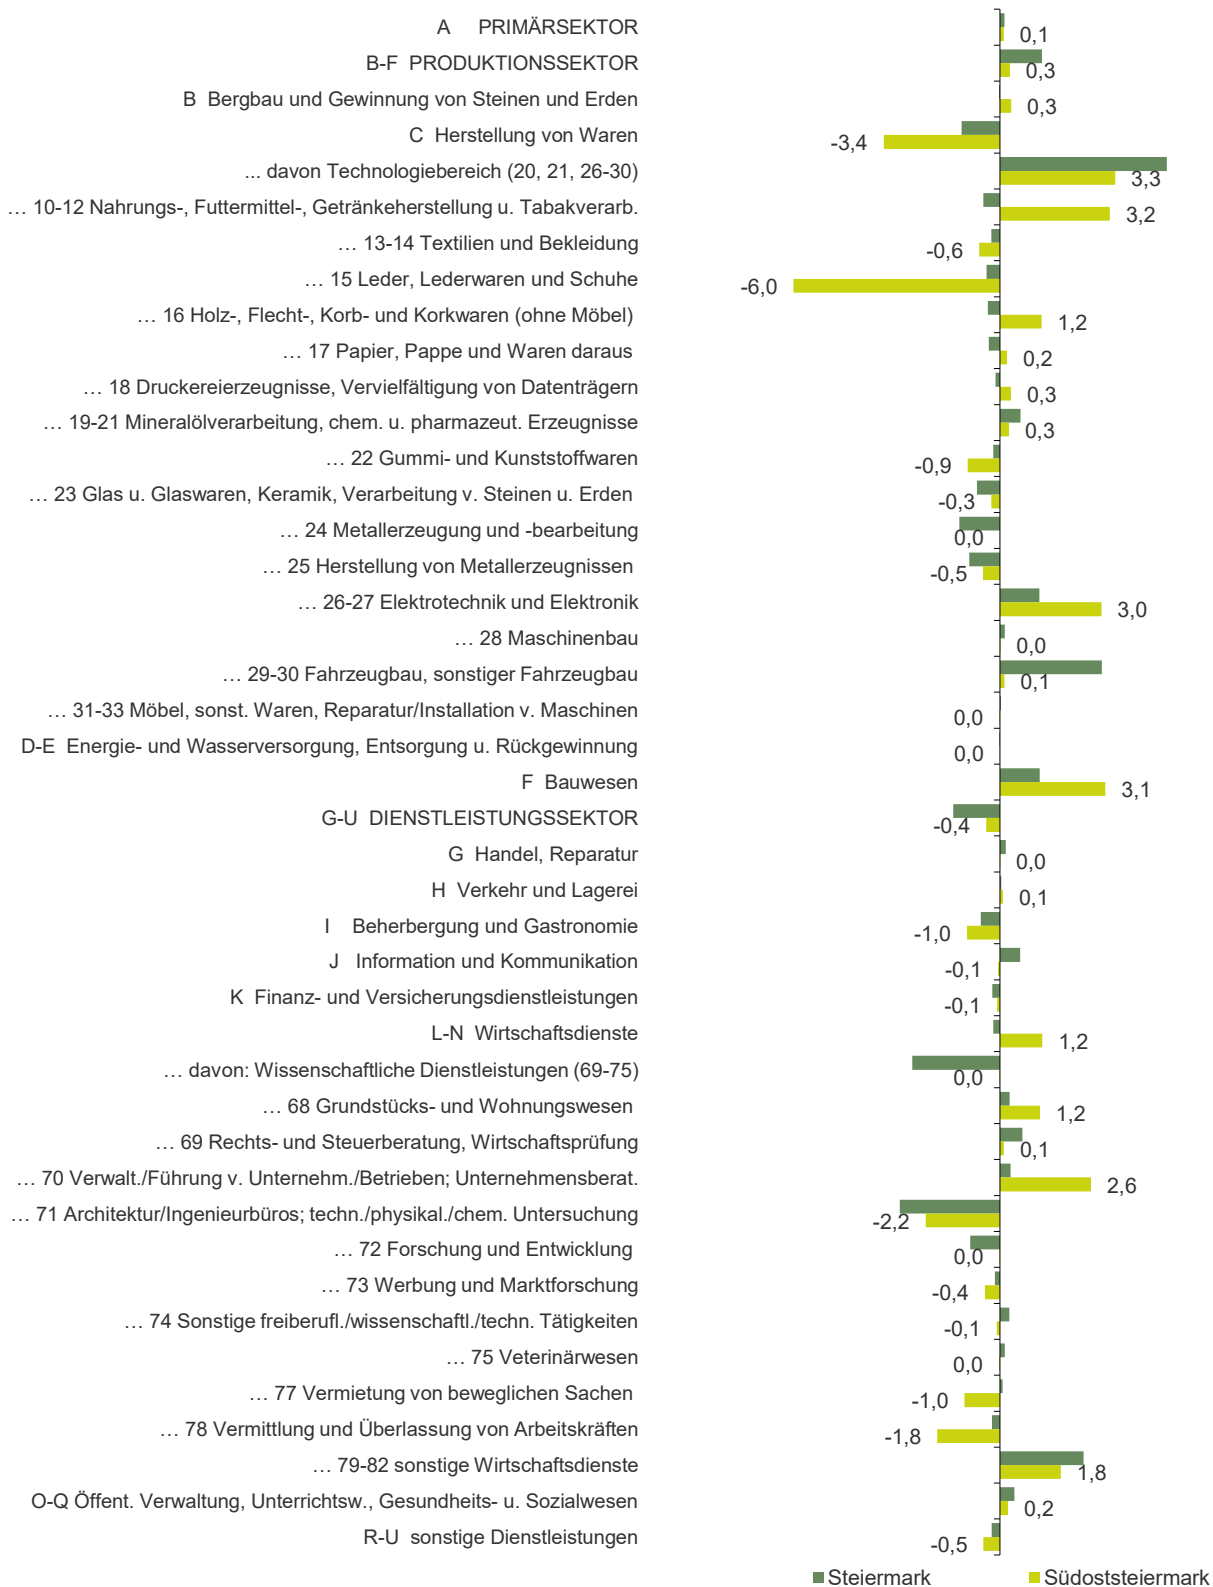 A PRIMÄRSEKTOR 0,1
B-F PRODUKTIONSSEKTOR 0,3
B Bergbau und Gewinnung von Steinen und Erden 0,3
C Herstellung von Waren -3,4
... davon Technologiebereich (20, 21, 26-30) 3,3
… 10-12 Nahrungs-, Futtermittel-, Getränkeherstellung u. Tabakverarb. 3,2
… 13-14 Textilien und Bekleidung -0,6
… 15 Leder, Lederwaren und Schuhe -6,0
… 16 Holz-, Flecht-, Korb- und Korkwaren (ohne Möbel) 1,2
… 17 Papier, Pappe und Waren daraus 0,2
… 18 Druckereierzeugnisse, Vervielfältigung von Datenträgern 0,3
… 19-21 Mineralölverarbeitung, chem. u. pharmazeut. Erzeugnisse 0,3
… 22 Gummi- und Kunststoffwaren -0,9
… 23 Glas u. Glaswaren, Keramik, Verarbeitung v. Steinen u. Erden -0,3
… 24 Metallerzeugung und -bearbeitung 0,0
… 25 Herstellung von Metallerzeugnissen -0,5
… 26-27 Elektrotechnik und Elektronik 3,0
… 28 Maschinenbau 0,0
… 29-30 Fahrzeugbau, sonstiger Fahrzeugbau 0,1
… 31-33 Möbel, sonst. Waren, Reparatur/Installation v. Maschinen 0,0
D-E Energie- und Wasserversorgung, Entsorgung u. Rückgewinnung 0,0
F Bauwesen 3,1
G-U DIENSTLEISTUNGSSEKTOR -0,4
G Handel, Reparatur 0,0
H Verkehr und Lagerei 0,1
I Beherbergung und Gastronomie -1,0
J Information und Kommunikation -0,1
K Finanz- und Versicherungsdienstleistungen -0,1
L-N Wirtschaftsdienste 1,2
… davon: Wissenschaftliche Dienstleistungen (69-75) 0,0
… 68 Grundstücks- und Wohnungswesen 1,2
… 69 Rechts- und Steuerberatung, Wirtschaftsprüfung 0,1
… 70 Verwalt./Führung v. Unternehm./Betrieben; Unternehmensberat. 2,6
… 71 Architektur/Ingenieurbüros; techn./physikal./chem. Untersuchung -2,2
… 72 Forschung und Entwicklung 0,0
… 73 Werbung und Marktforschung -0,4
… 74 Sonstige freiberufl./wissenschaftl./techn. Tätigkeiten -0,1
… 75 Veterinärwesen 0,0
… 77 Vermietung von beweglichen Sachen -1,0
… 78 Vermittlung und Überlassung von Arbeitskräften -1,8
… 79-82 sonstige Wirtschaftsdienste 1,8
O-Q Öffent. Verwaltung, Unterrichtsw., Gesundheits- u. Sozialwesen 0,2
R-U sonstige Dienstleistungen -0,5
Steiermark Südoststeiermark